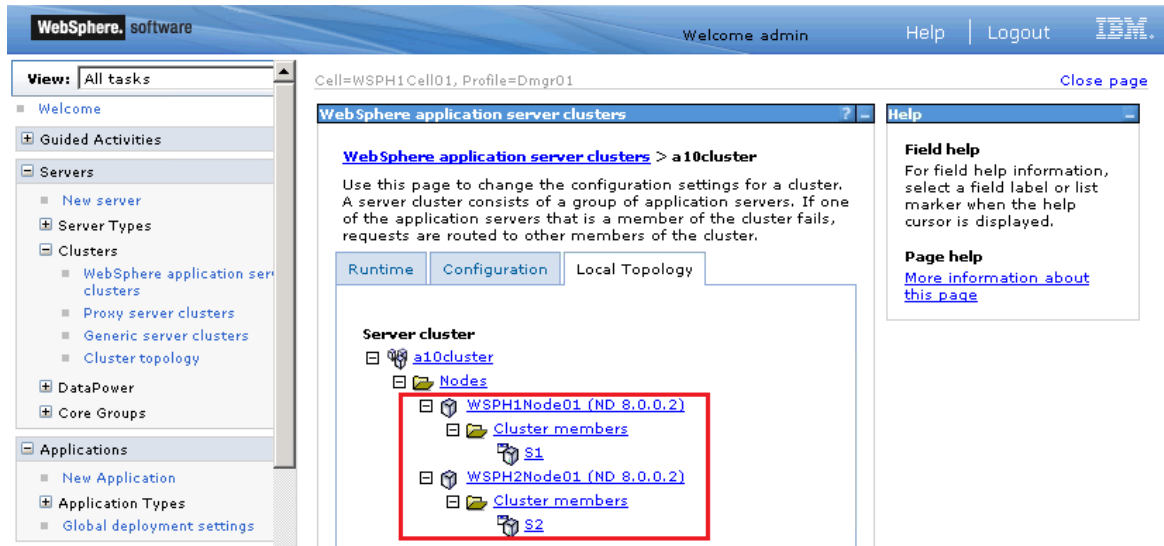 WebSphere. software
Welcome admin
Help
Logout
IBM.
View: All tasks
Welcome
Guided Activities
Servers
New server
Server Types
Clusters
WebSphere application ser
clusters
Proxy server clusters
Generic server clusters
Cluster topology
DataPower
Core Groups
Applications
New Application
Application Types
Global deployment settings
Cell=WSPH1Cell01, Profile=Dmgr01
Close page
WebSphere application server clusters
? -
WebSphere application server clusters > a10cluster
Use this page to change the configuration settings for a cluster.
A server cluster consists of a group of application servers. If one
of the application servers that is a member of the cluster fails,
requests are routed to other members of the cluster.
Runtime
Configuration
Local Topology
Server cluster
a10cluster
Nodes
WSPH1Node01 (ND 8.0.0.2)
Cluster members
S1
WSPH2Node01 (ND 8.0.0.2)
Cluster members
S2
Help
Field help
For field help information,
select a field label or list
marker when the help
cursor is displayed.
Page help
More information about
this page